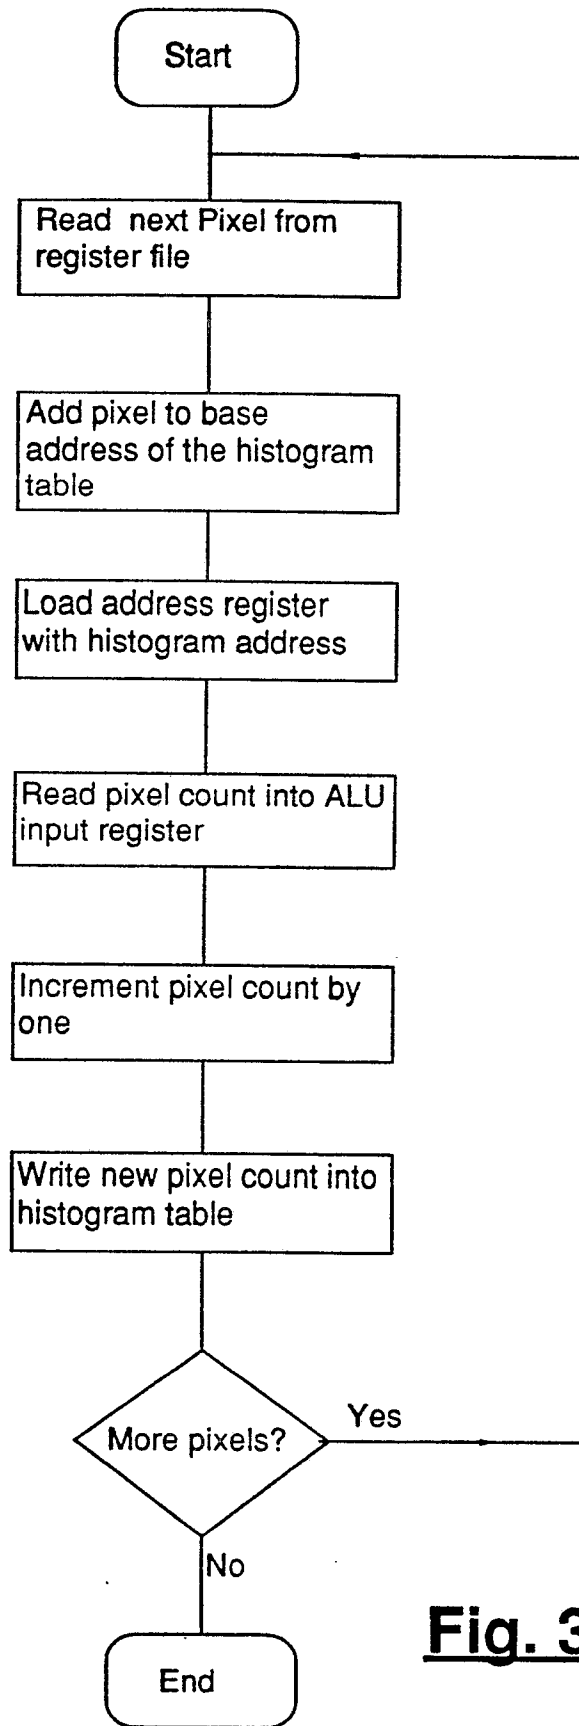 Start
Read next Pixel from
register file
Add pixel to base
address of the histogram
table
Load address register
with histogram address
Read pixel count into ALU
input register
Increment pixel count by
one
Write new pixel count into
histogram table
More pixels?
Yes
No
Fig. 3
End